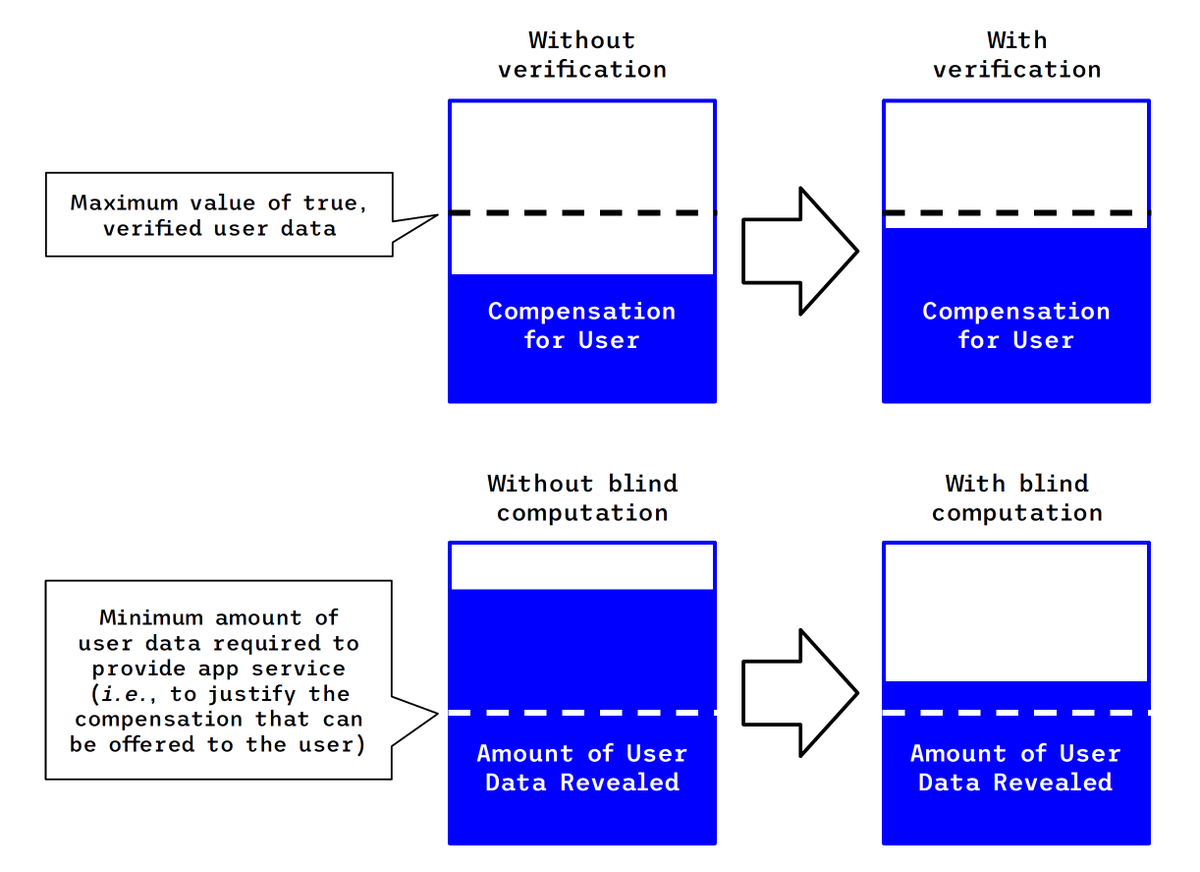 Without
verification
With
verification
Maximum value of true,
verified user data
Compensation
for User
Compensation
for User
Without blind
computation
With blind
computation
Minimum amount of
user data required to
provide app service
(i.e., to justify the
compensation that can
be offered to the user)
Amount of User
Data Revealed
Amount of User
Data Revealed